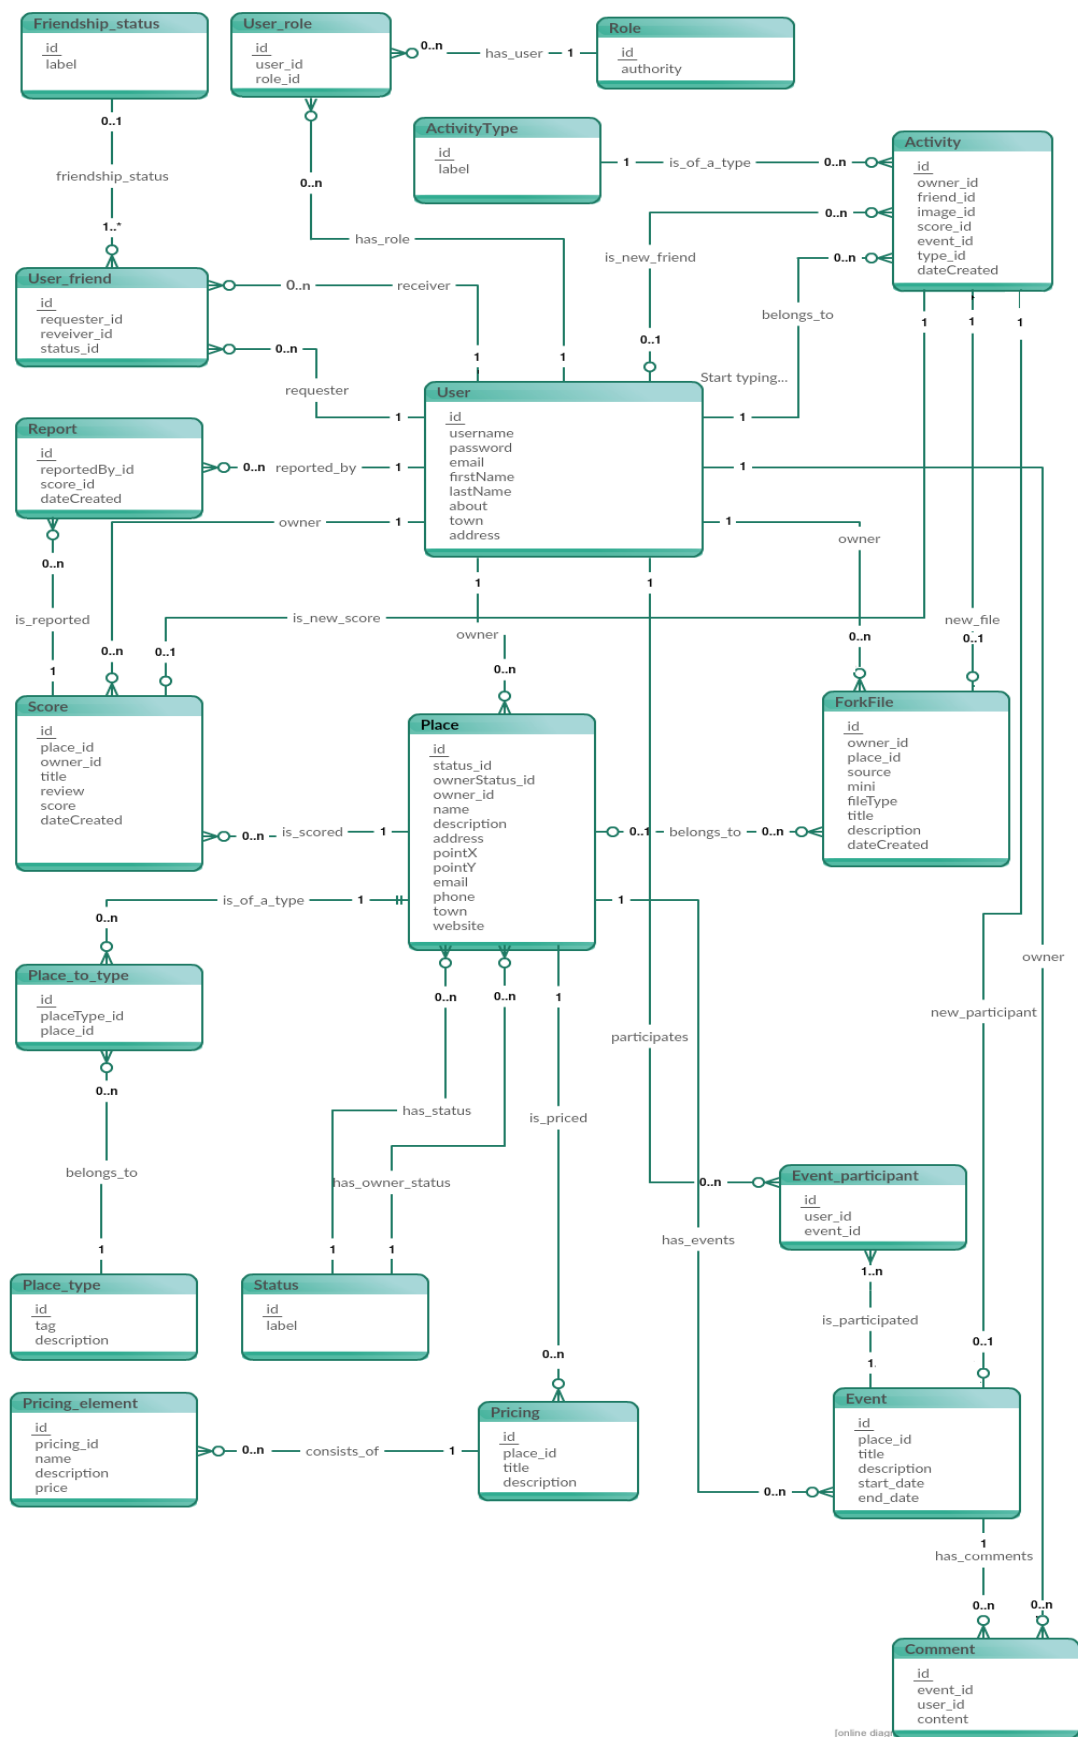 Friendship_status
id
label
User_role
id
user_id
role_id
0..n
has_user
1
Role
id
authority
0..1
friendship_status
1..*
0..n
has_role
ActivityType
id
label
1
is_of_a_type
0..n
Activity
id
owner_id
friend_id
image_id
score_id
event_id
type_id
dateCreated
0..n
is_new_friend
0..1
0..n
belongs_to
1
1
1
User_friend
id
requester_id
reveiver_id
status_id
0..n
receiver
1
1
0..n
requester
1
Start typing...
1
User
id
username
password
email
firstName
lastName
about
town
address
Report
id
reportedBy_id
score_id
dateCreated
0..n
reported_by
1
1
owner
1
1
owner
0..n
is_reported
1
0..n
is_new_score
0..1
1
owner
0..n
1
0..n
new_file
0..1
Score
id
place_id
owner_id
title
review
score
dateCreated
0..n
is_scored
1
Place
id
status_id
ownerStatus_id
owner_id
name
description
address
pointX
pointY
email
phone
town
website
0..1
belongs_to
0..n
ForkFile
id
owner_id
place_id
source
mini
fileType
title
description
dateCreated
is_of_a_type
1
0..n
1
owner
Place_to_type
id
placeType_id
place_id
0..n
0..n
1
new_participant
participates
0..n
belongs_to
1
has_status
is_priced
has_owner_status
1
1
0..n
Event_participant
id
user_id
event_id
has_events
1..n
is_participated
1
0..1
Place_type
id
tag
description
Status
id
label
0..n
Pricing_element
id
pricing_id
name
description
price
0..n
consists_of
1
Pricing
id
place_id
title
description
0..n
Event
id
place_id
title
description
start_date
end_date
1
has_comments
0..n
0..n
Comment
id
event_id
user_id
content
[online diagr